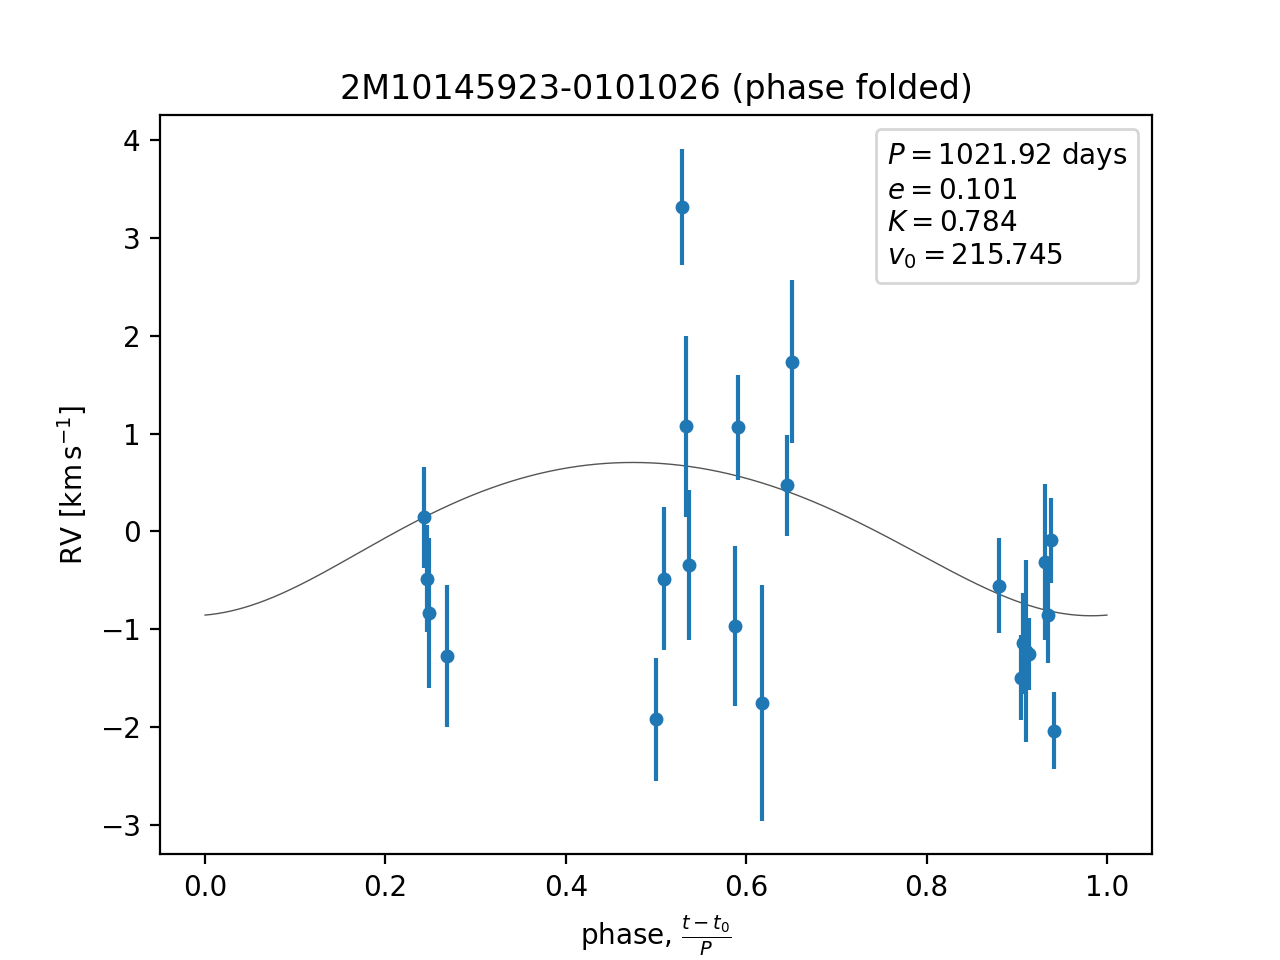 2M10145923-0101026 (phase folded)
P = 1021.92 days
e = 0.101
K = 0.784
v₀ = 215.745
4
3
2
1
0
−1
−2
−3
RV [km s⁻¹]
0.0 0.2 0.4 0.6 0.8 1.0
phase, (t − t₀)/P